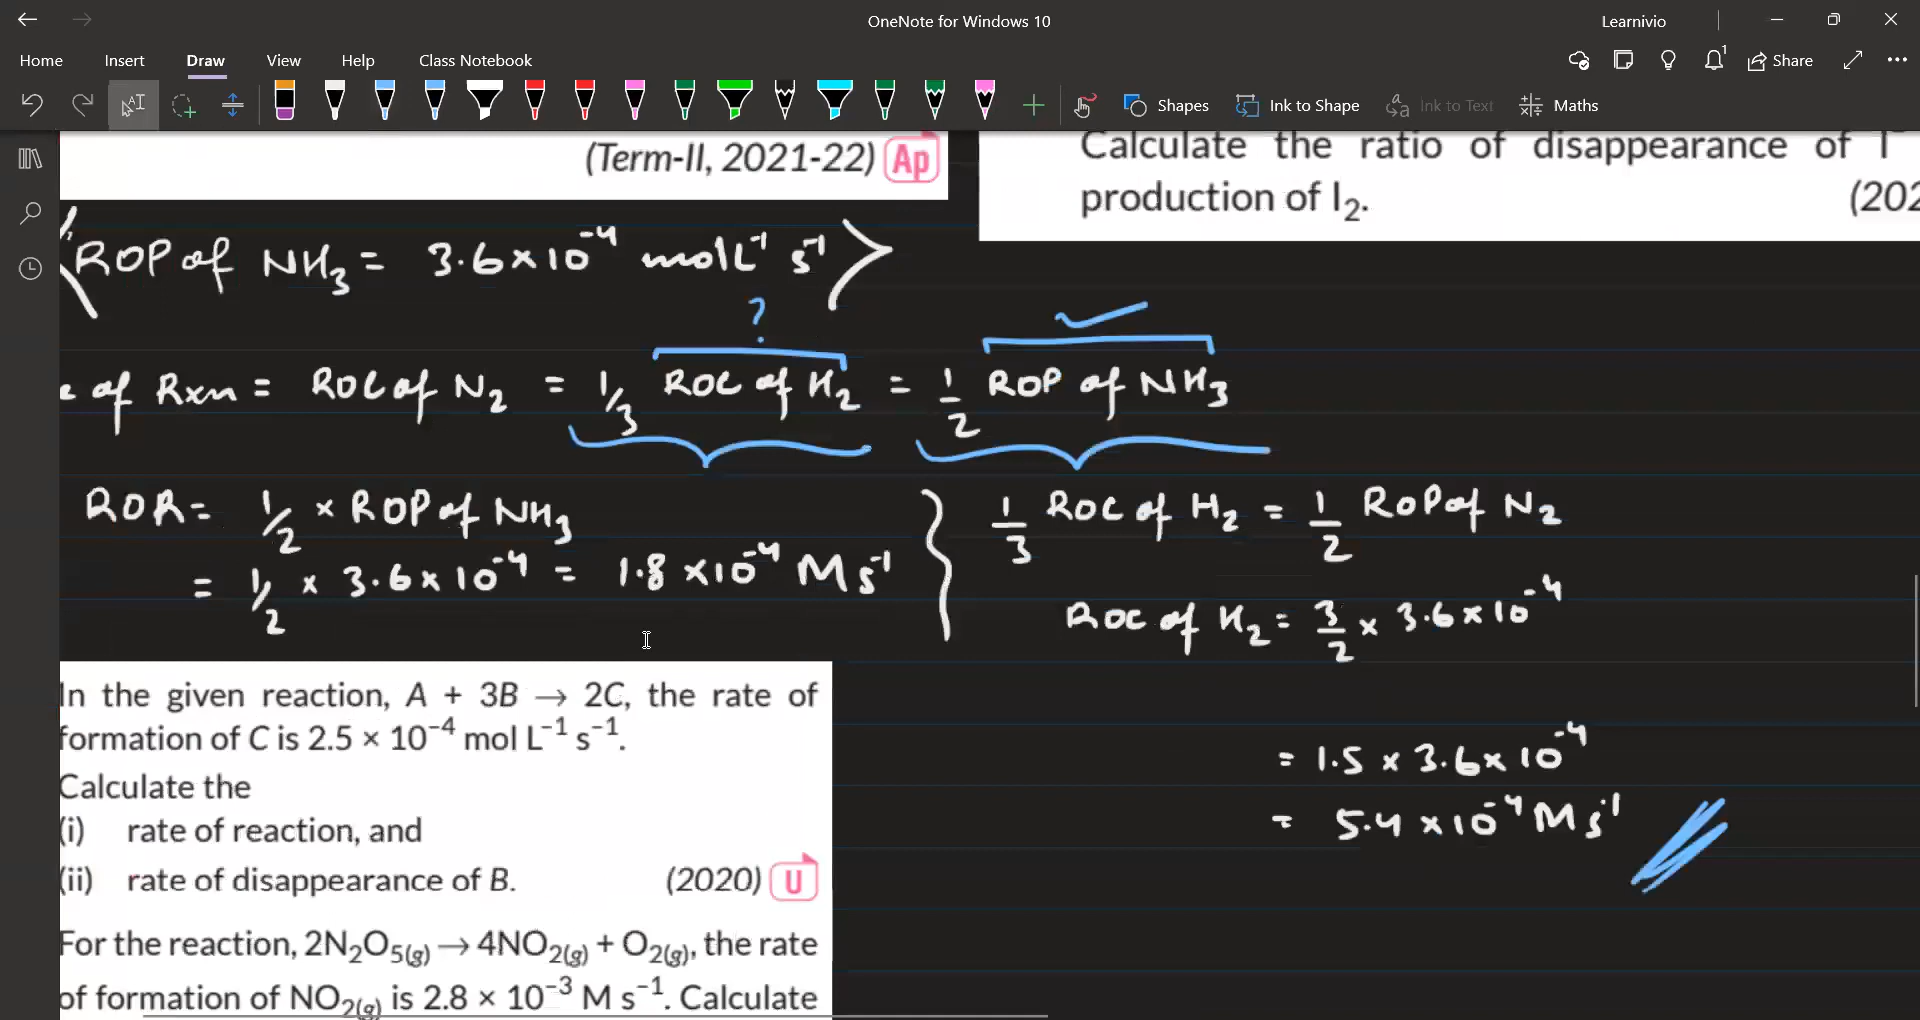 OneNote for Windows 10
Learnivio
Home Insert Draw View Help Class Notebook
1
Share
Shapes Ink to Shape Ink to Text Maths
(Term-II, 2021-22) Ap
Calculate the ratio of disappearance of I
production of I₂.
(202
ROP of NH₃ = 3.6 × 10⁻⁴ mol L⁻¹ s⁻¹
?
e of Rxn = ROC of N₂ = 1/3 ROC of H₂ = 1/2 ROP of NH₃
ROR = 1/2 × ROP of NH₃
= 1/2 × 3.6 × 10⁻⁴ = 1.8 × 10⁻⁴ M s⁻¹
1/3 ROC of H₂ = 1/2 ROP of N₂
ROC of H₂ = 3/2 × 3.6 × 10⁻⁴
= 1.5 × 3.6 × 10⁻⁴
= 5.4 × 10⁻⁴ M s⁻¹
In the given reaction, A + 3B → 2C, the rate of
formation of C is 2.5 × 10⁻⁴ mol L⁻¹ s⁻¹.
Calculate the
(i) rate of reaction, and
(ii) rate of disappearance of B. (2020) U
For the reaction, 2N₂O₅(g) → 4NO₂(g) + O₂(g), the rate
of formation of NO₂(g) is 2.8 × 10⁻³ M s⁻¹. Calculate